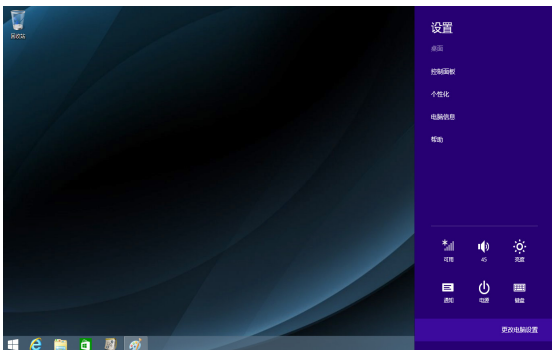 回收站
设置
桌面
控制面板
个性化
电脑信息
帮助
可用
45
亮度
通知
电源
键盘
更改电脑设置